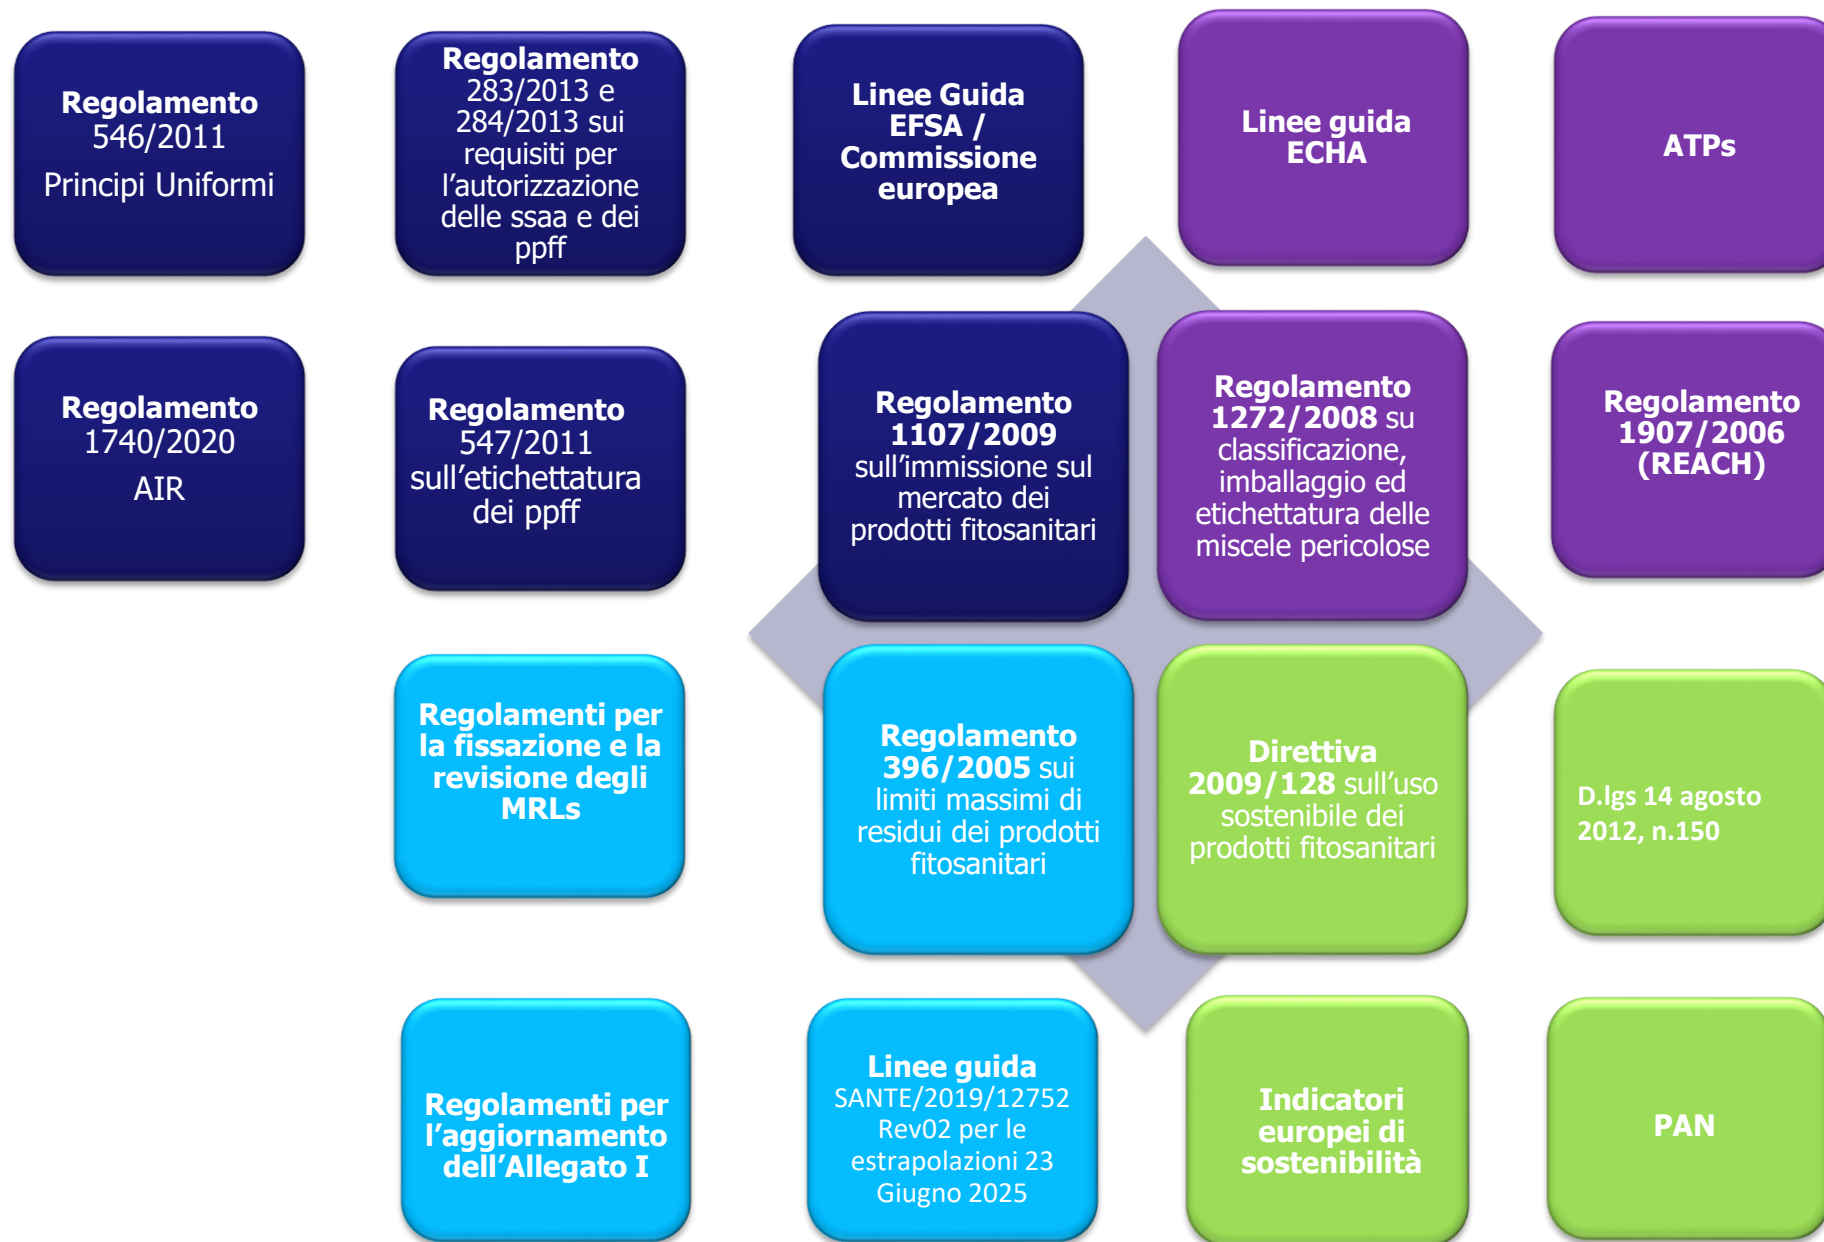 Regolamento
546/2011
Principi Uniformi
Regolamento
283/2013 e
284/2013 sui
requisiti per
l'autorizzazione
delle ssaa e dei
ppff
Linee Guida
EFSA /
Commissione
europea
Linee guida
ECHA
ATPs
Regolamento
1740/2020
AIR
Regolamento
547/2011
sull'etichettatura
dei ppff
Regolamento
1107/2009
sull'immissione sul
mercato dei
prodotti fitosanitari
Regolamento
1272/2008 su
classificazione,
imballaggio ed
etichettatura delle
miscele pericolose
Regolamento
1907/2006
(REACH)
Regolamenti per
la fissazione e la
revisione degli
MRLs
Regolamento
396/2005 sui
limiti massimi di
residui dei prodotti
fitosanitari
Direttiva
2009/128 sull'uso
sostenibile dei
prodotti fitosanitari
D.lgs 14 agosto
2012, n.150
Regolamenti per
l'aggiornamento
dell'Allegato I
Linee guida
SANTE/2019/12752
Rev02 per le
estrapolazioni 23
Giugno 2025
Indicatori
europei di
sostenibilità
PAN